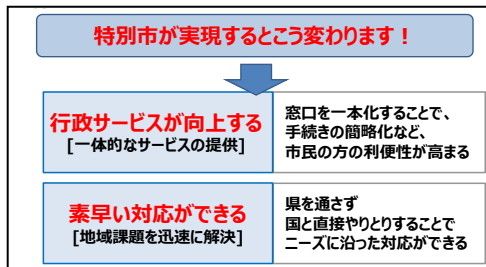 特別市が実現するとこう変わります！
行政サービスが向上する
[一体的なサービスの提供]
窓口を一本化することで、
手続きの簡略化など、
市民の方の利便性が高まる
素早い対応ができる
[地域課題を迅速に解決]
県を通さず
国と直接やりとりすることで
ニーズに沿った対応ができる